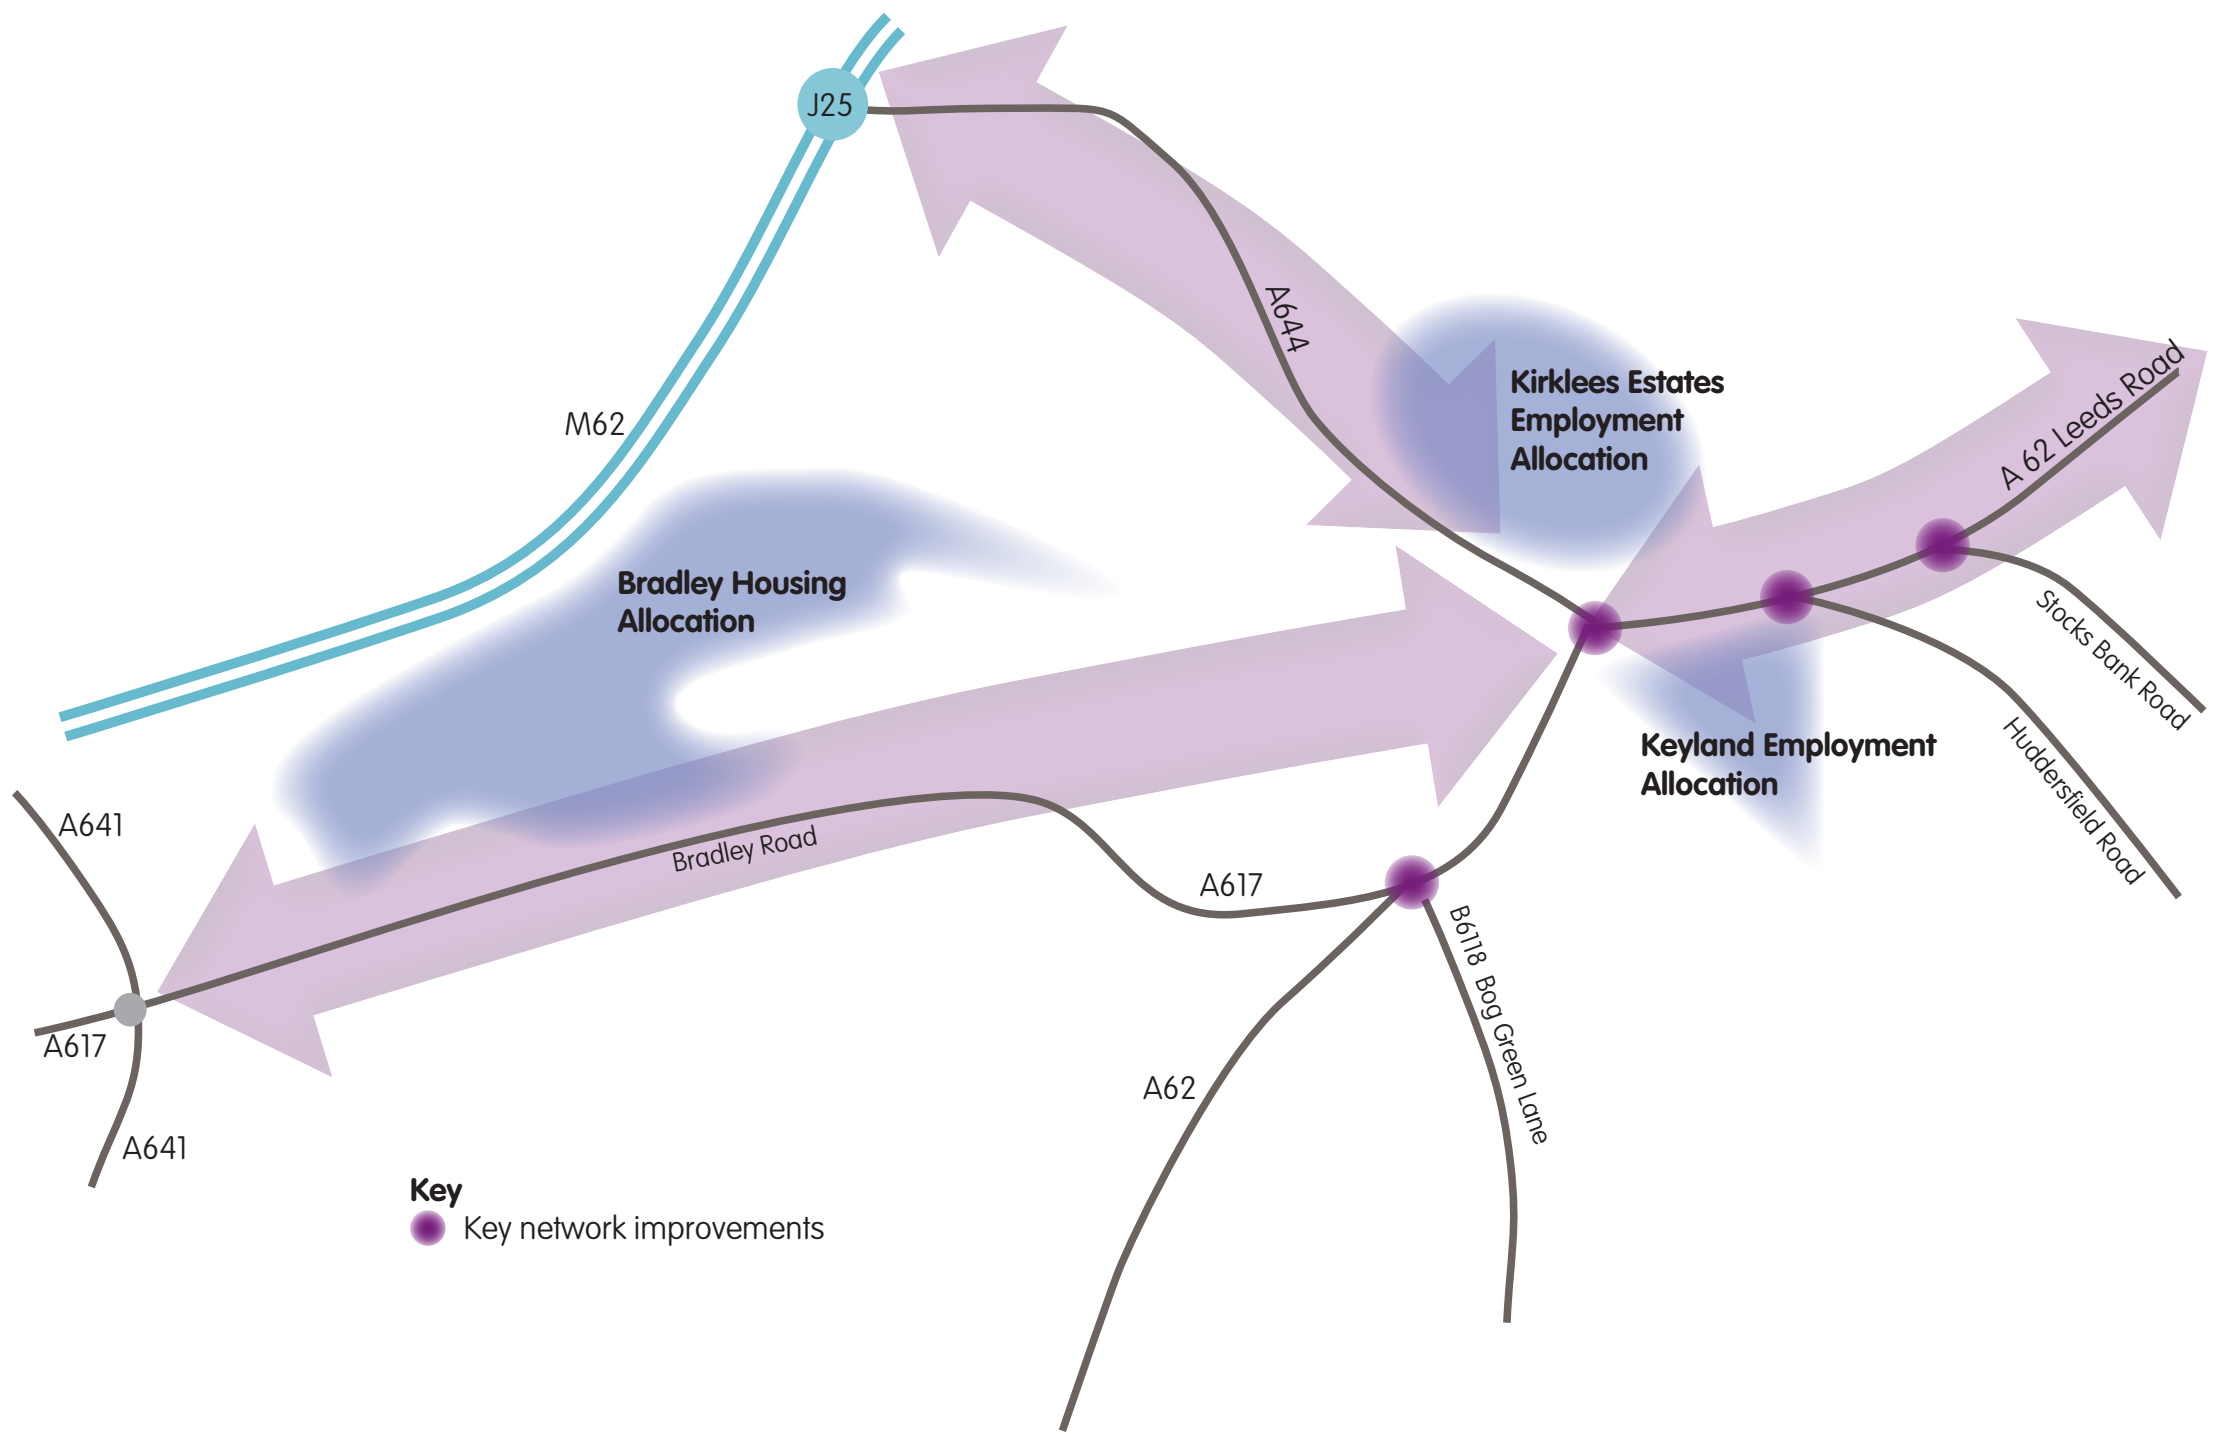 J25
A644
M62
Kirklees Estates
Employment
Allocation
A 62 Leeds Road
Bradley Housing
Allocation
Stocks Bank Road
Keyland Employment
Allocation
Huddersfield Road
A641
Bradley Road
A617
B6118 Bog Green Lane
A617
A62
A641
Key
Key network improvements